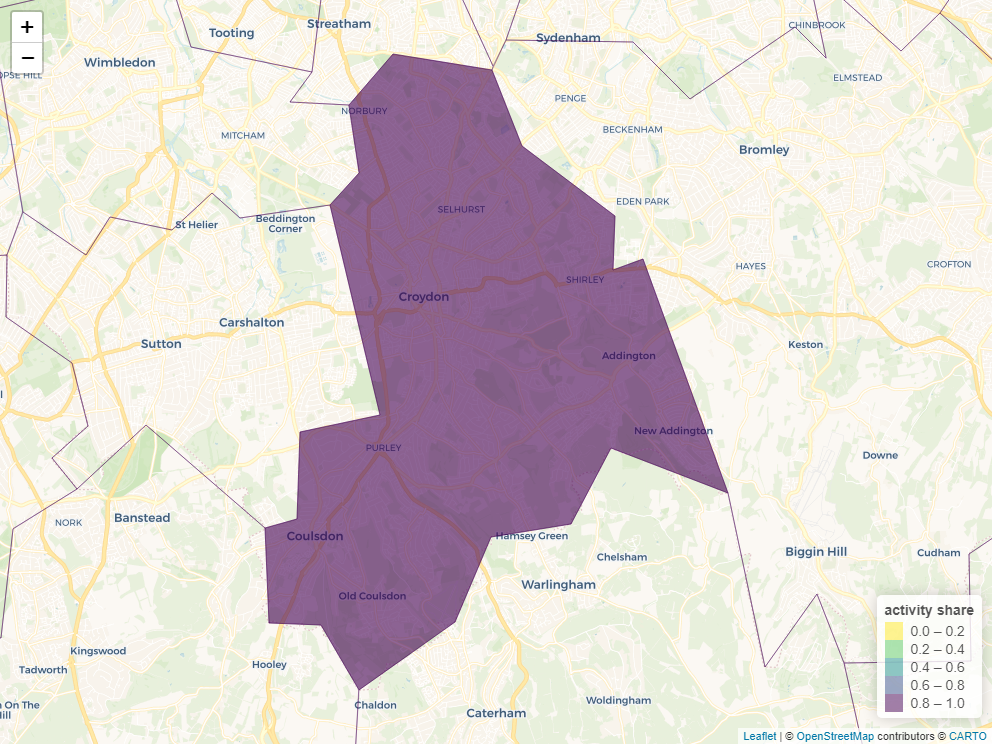 +
−
Streatham
CHINBROOK
Tooting
Sydenham
Wimbledon
PSE HILL
ELMSTEAD
PENGE
NORBURY
BECKENHAM
MITCHAM
Bromley
EDEN PARK
SELHURST
St Helier
Beddington
Corner
HAYES
CROFTON
SHIRLEY
Croydon
Carshalton
Sutton
Keston
Addington
New Addington
PURLEY
Downe
NORK
Banstead
Coulsdon
Hamsey Green
Biggin Hill
Cudham
Chelsham
Warlingham
Old Coulsdon
Kingswood
Tadworth
Hooley
Woldingham
Chaldon
Caterham
n On The
Hill
activity share
0.0 – 0.2
0.2 – 0.4
0.4 – 0.6
0.6 – 0.8
0.8 – 1.0
Leaflet | © OpenStreetMap contributors © CARTO